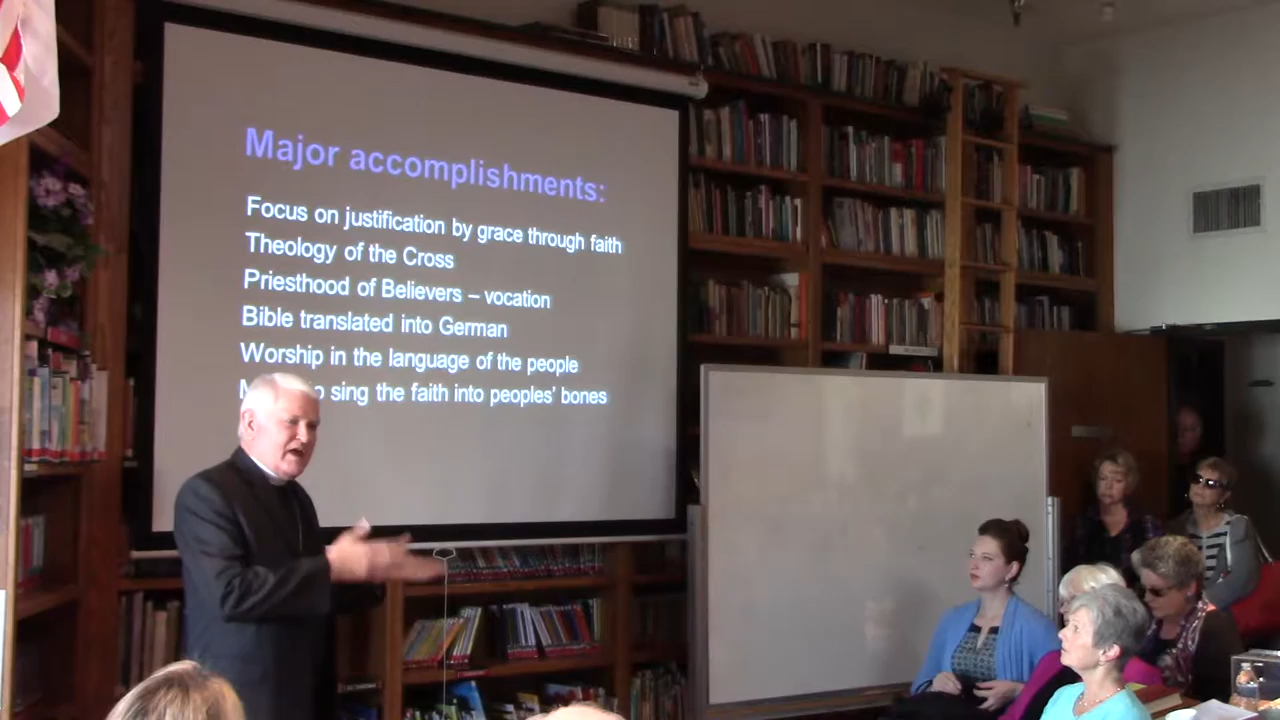 Major accomplishments:
Focus on justification by grace through faith
Theology of the Cross
Priesthood of Believers – vocation
Bible translated into German
Worship in the language of the people
sing the faith into peoples' bones